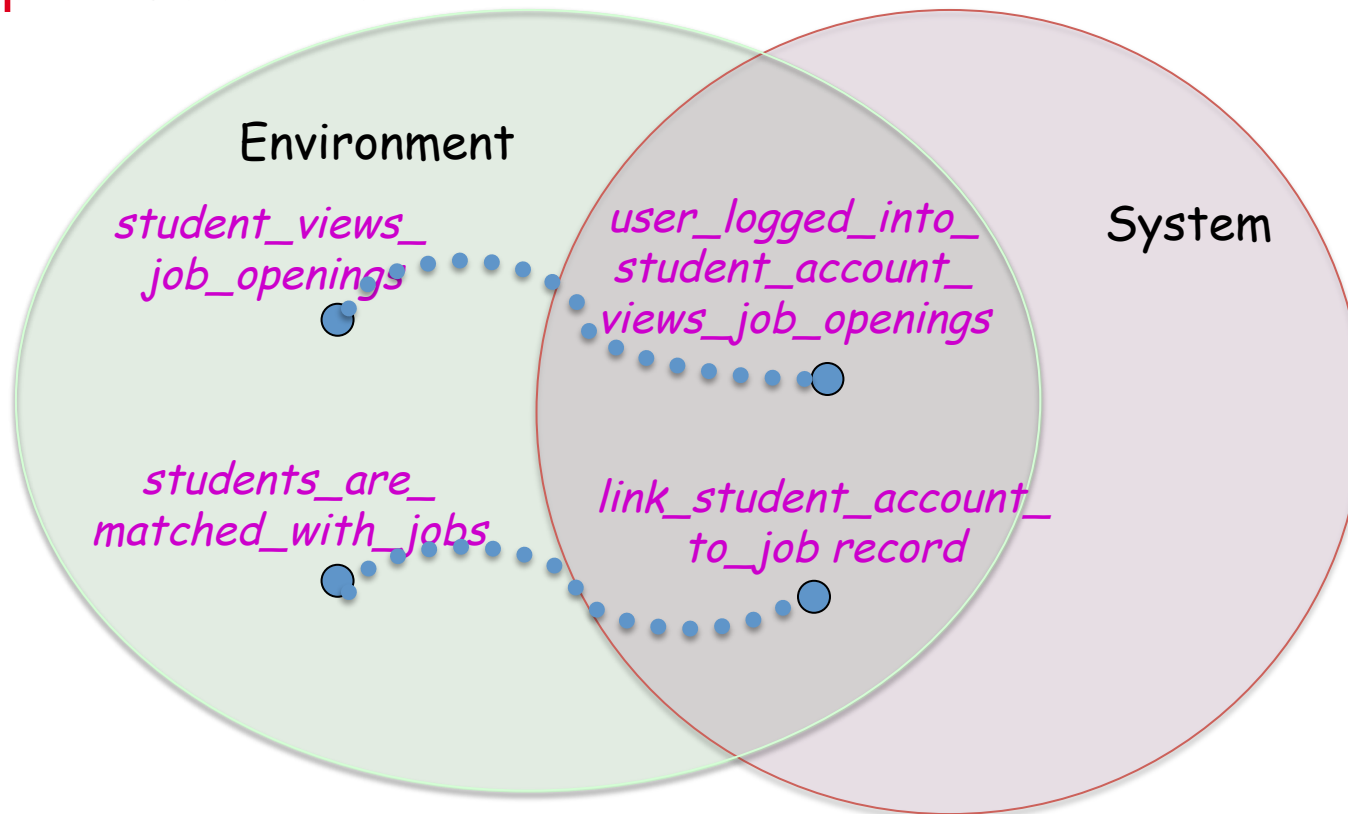 Environment
student_views_
job_openings
user_logged_into_
student_account_
views_job_openings
System
students_are_
matched_with_jobs
link_student_account_
to_job record